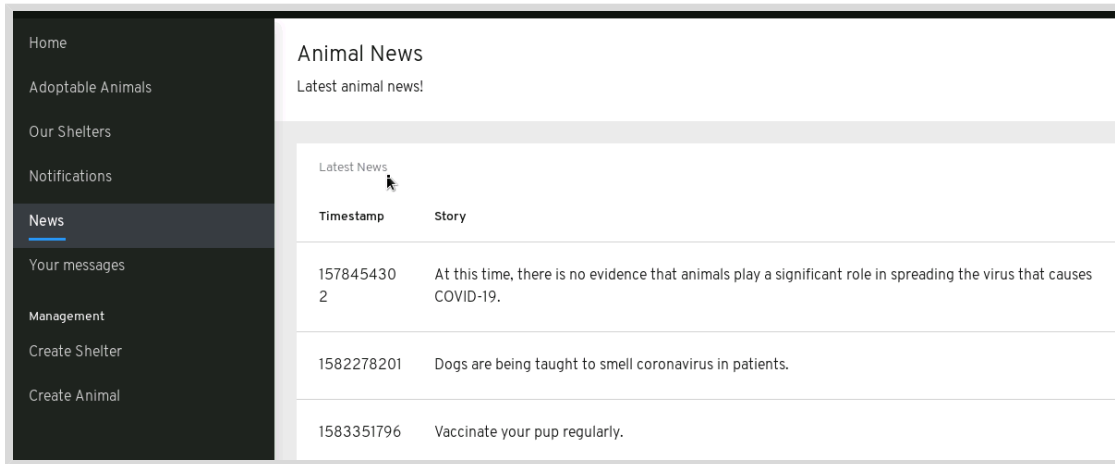 Home
Adoptable Animals
Our Shelters
Notifications
News
Your messages
Management
Create Shelter
Create Animal
Animal News
Latest animal news!
Latest News
Timestamp Story
157845430 At this time, there is no evidence that animals play a significant role in spreading the virus that causes
2 COVID-19.
1582278201 Dogs are being taught to smell coronavirus in patients.
1583351796 Vaccinate your pup regularly.